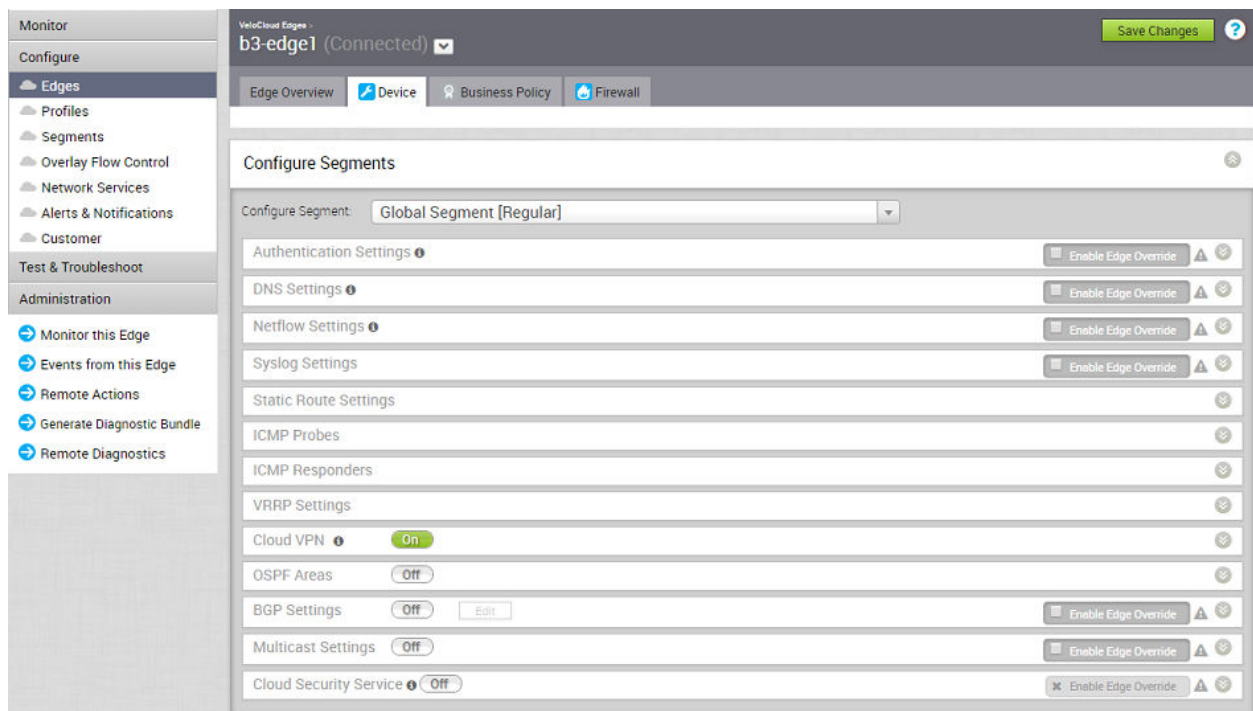 Monitor
Configure
Edges
Profiles
Segments
Overlay Flow Control
Network Services
Alerts & Notifications
Customer
Test & Troubleshoot
Administration
Monitor this Edge
Events from this Edge
Remote Actions
Generate Diagnostic Bundle
Remote Diagnostics
VeloCloud Edges >
b3-edge1 (Connected)
Save Changes ?
Edge Overview Device Business Policy Firewall
Configure Segments
Configure Segment: Global Segment [Regular]
Authentication Settings Enable Edge Override
DNS Settings Enable Edge Override
Netflow Settings Enable Edge Override
Syslog Settings Enable Edge Override
Static Route Settings
ICMP Probes
ICMP Responders
VRRP Settings
Cloud VPN On
OSPF Areas Off
BGP Settings Off Edit Enable Edge Override
Multicast Settings Off Enable Edge Override
Cloud Security Service Off Enable Edge Override